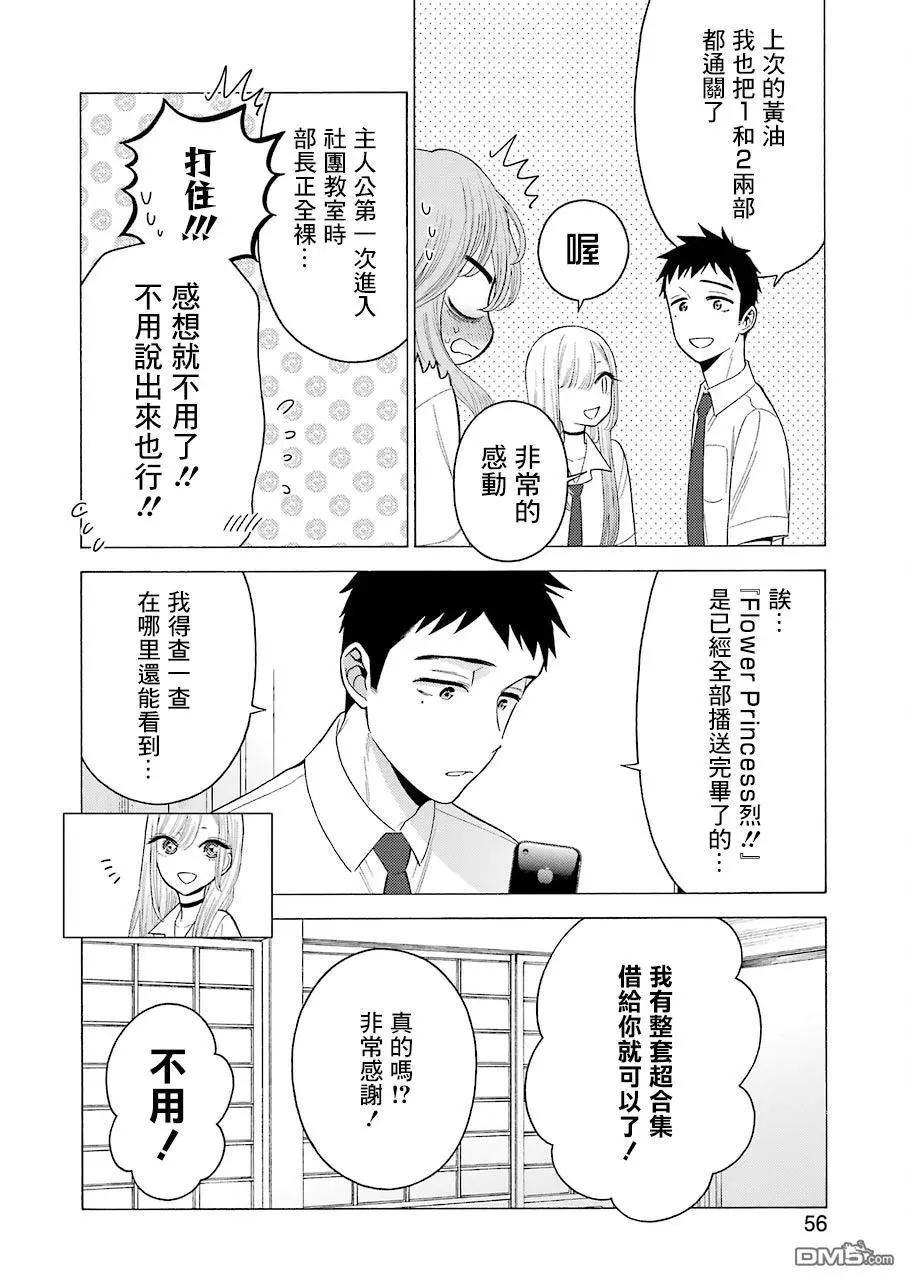 上次的黃油
我也把1和2兩部
都通關了
喔
非常的
感動
主人公第一次進入
社團教室時
部長正全裸…
打住!!!
感想就不用了!!
不用說出來也行!!
誒…
『Flower Princess烈!!』
是已經全部播送完畢了的…
我得查一查
在哪里還能看到…
我有整套超合集
借給你就可以了!
真的嗎!?
非常感謝!
不用!
56
DM5.com